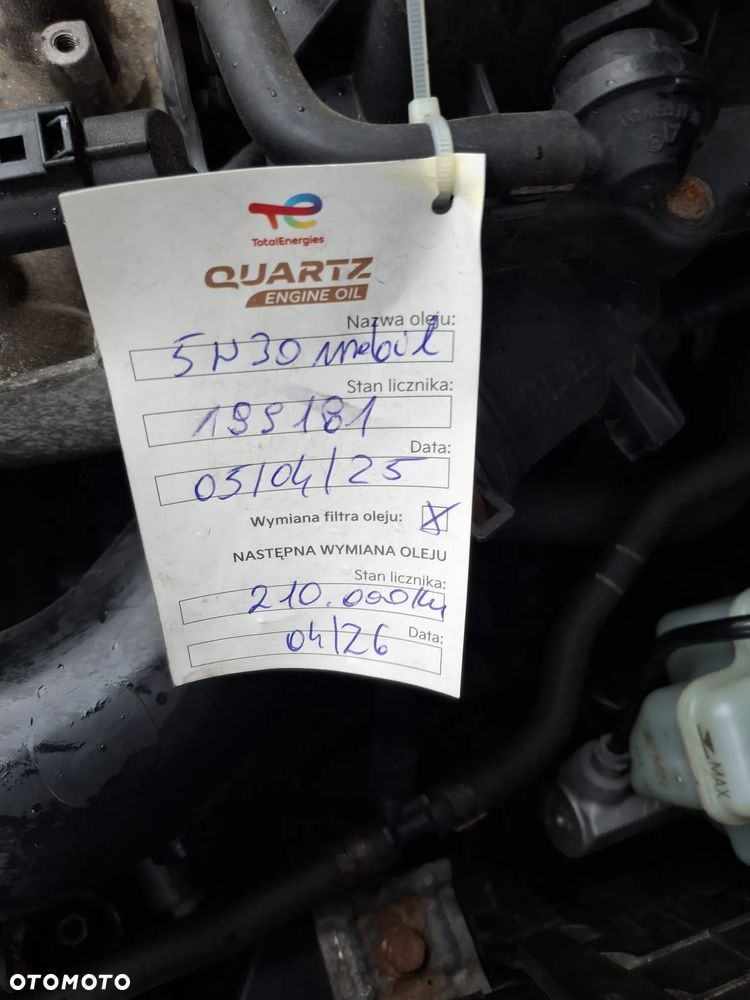 TotalEnergies
QUARTZ
ENGINE OIL
Nazwa oleju:
5W30 mobil
Stan licznika:
199181
Data:
05/04/25
Wymiana filtra oleju: X
NASTĘPNA WYMIANA OLEJU
Stan licznika:
210.000km
Data:
04/26
MAX
OTOMOTO